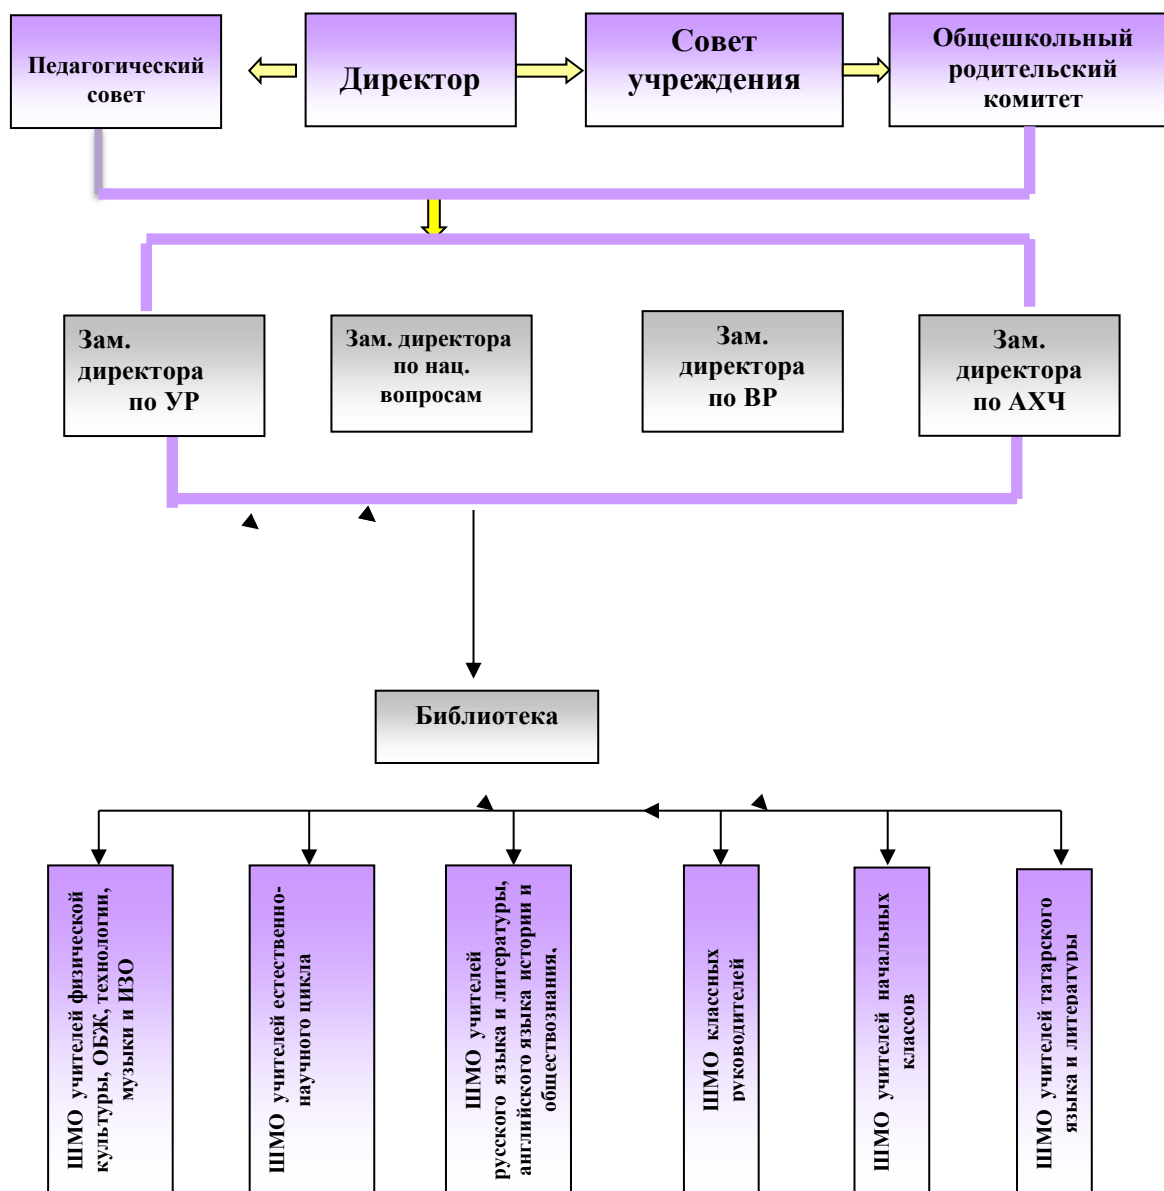 Педагогический
совет
Директор
Совет
учреждения
Общешкольный
родительский
комитет
Зам.
директора
по УР
Зам. директора
по нац.
вопросам
Зам.
директора
по ВР
Зам.
директора
по АХЧ
Библиотека
ШМО учителей физической
культуры, ОБЖ, технологии,
музыки и ИЗО
ШМО учителей естественно-
научного цикла
ШМО учителей
русского языка и литературы,
английского языка истории и
обществознания.
ШМО классных
руководителей
ШМО учителей начальных
классов
ШМО учителей татарского
языка и литературы